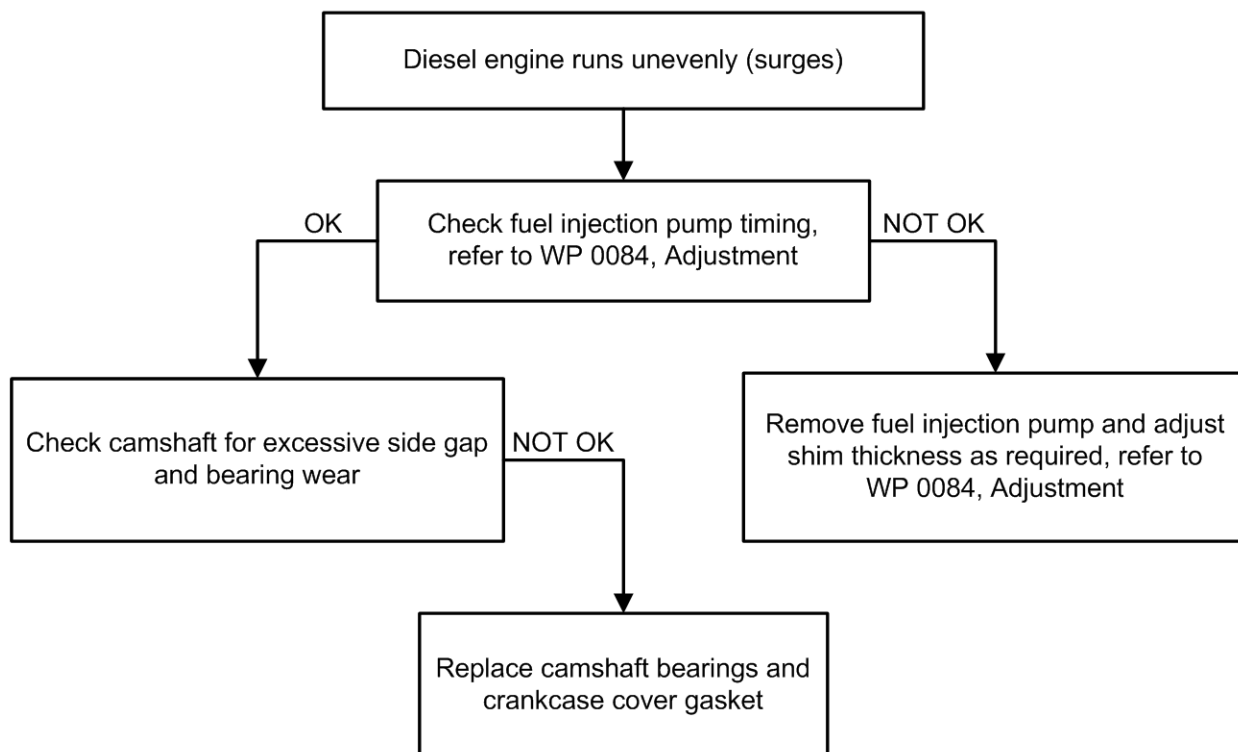 Diesel engine runs unevenly (surges)
OK
Check fuel injection pump timing,
refer to WP 0084, Adjustment
NOT OK
Check camshaft for excessive side gap
and bearing wear
NOT OK
Remove fuel injection pump and adjust
shim thickness as required, refer to
WP 0084, Adjustment
Replace camshaft bearings and
crankcase cover gasket